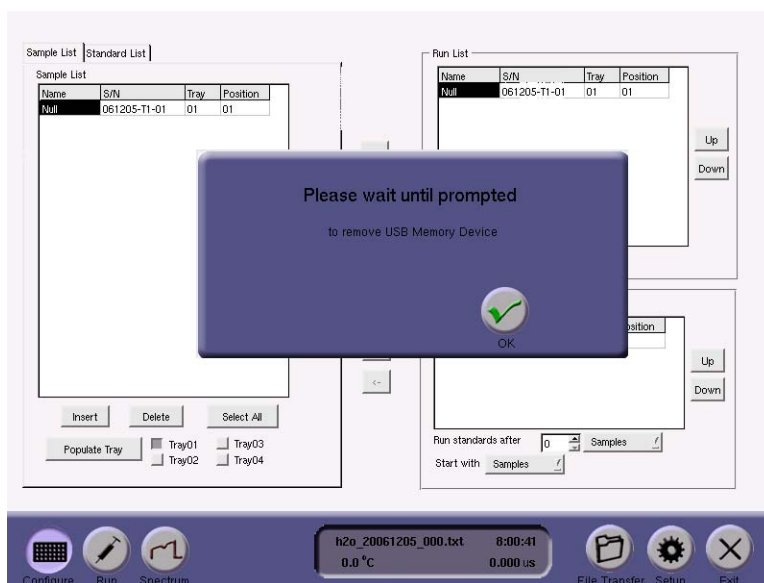 Sample List Standard List
Sample List
Name S/N Tray Position
Null 061205-T1-01 01 01
Run List
Name S/N Tray Position
Null 061205-T1-01 01 01
Up
Down
Please wait until prompted
to remove USB Memory Device
OK
<-
Up
Down
Insert Delete Select All
Populate Tray Tray01 Tray03
Tray02 Tray04
Run standards after 0 Samples
Start with Samples
h2o_20061205_000.txt 8:00:41
0.0 °C 0.000 us
Configure Run Spectrum File Transfer Setup Exit